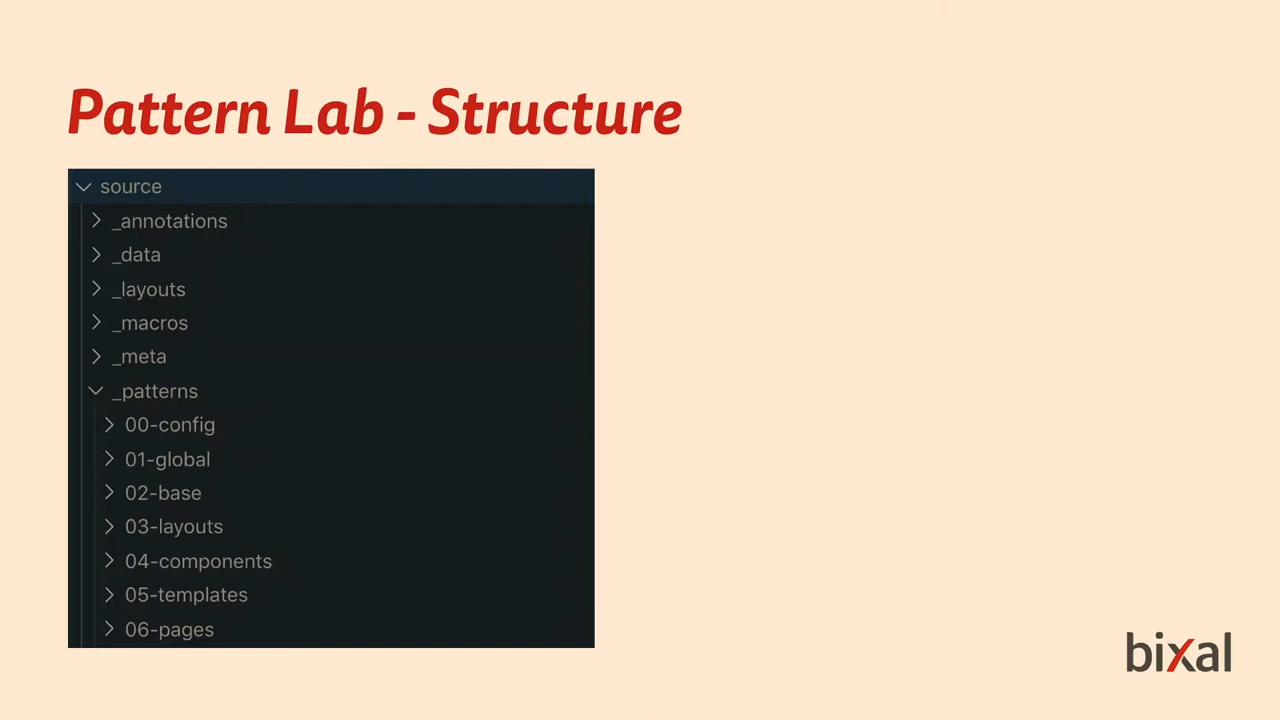 Pattern Lab - Structure
source
_annotations
_data
_layouts
_macros
_meta
_patterns
00-config
01-global
02-base
03-layouts
04-components
05-templates
06-pages
bixal